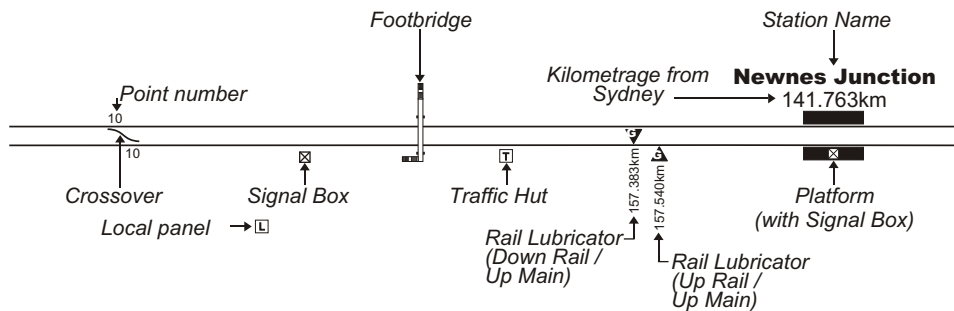 Footbridge
Station Name
Kilometrage from
Sydney
Newnes Junction
141.763km
Point number
10
10
G
G
T
L
157.383km
157.540km
Crossover
Signal Box
Traffic Hut
Platform
(with Signal Box)
Local panel
Rail Lubricator
(Down Rail /
Up Main)
Rail Lubricator
(Up Rail /
Up Main)